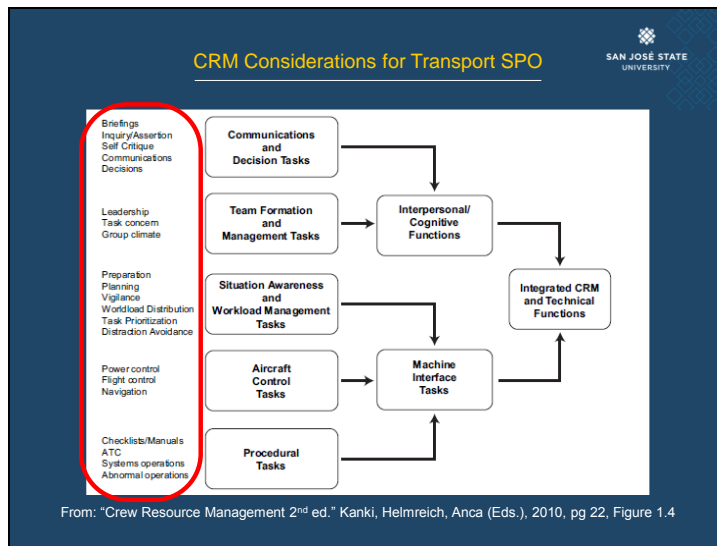 CRM Considerations for Transport SPO
SAN JOSÉ STATE
UNIVERSITY
Briefings
Inquiry/Assertion
Self Critique
Communications
Decisions
Communications
and
Decision Tasks
Leadership
Task concern
Group climate
Team Formation
and
Management Tasks
Interpersonal/
Cognitive
Functions
Preparation
Planning
Vigilance
Worldload Distribution
Task Prioritization
Distraction Avoidance
Situation Awareness
and
Workload Management
Tasks
Integrated CRM
and Technical
Functions
Power control
Flight control
Navigation
Aircraft
Control
Tasks
Machine
Interface
Tasks
Checklists/Manuals
ATC
Systems operations
Abnormal operations
Procedural
Tasks
From: “Crew Resource Management 2nd ed.” Kanki, Helmreich, Anca (Eds.), 2010, pg 22, Figure 1.4